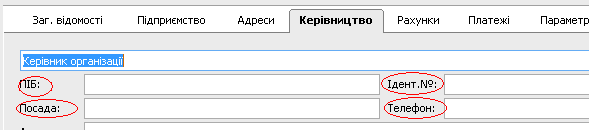 Заг. відомості Підприємство Адреси Керівництво Рахунки Платежі Параметр
Керівник організації
ПІБ: Ідент.№:
Посада: Телефон: